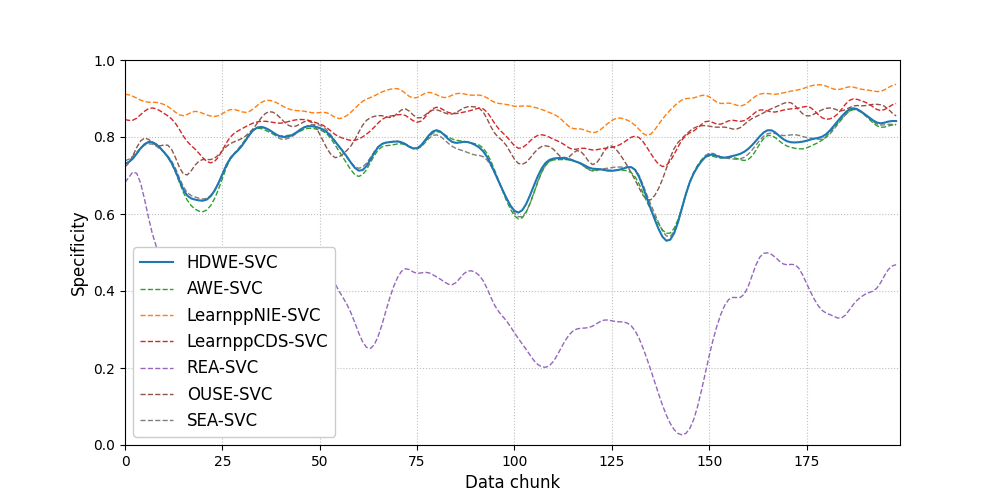 1.0
0.8
0.6
0.4
0.2
0.0
Specificity
HDWE-SVC
AWE-SVC
LearnppNIE-SVC
LearnppCDS-SVC
REA-SVC
OUSE-SVC
SEA-SVC
0 25 50 75 100 125 150 175
Data chunk